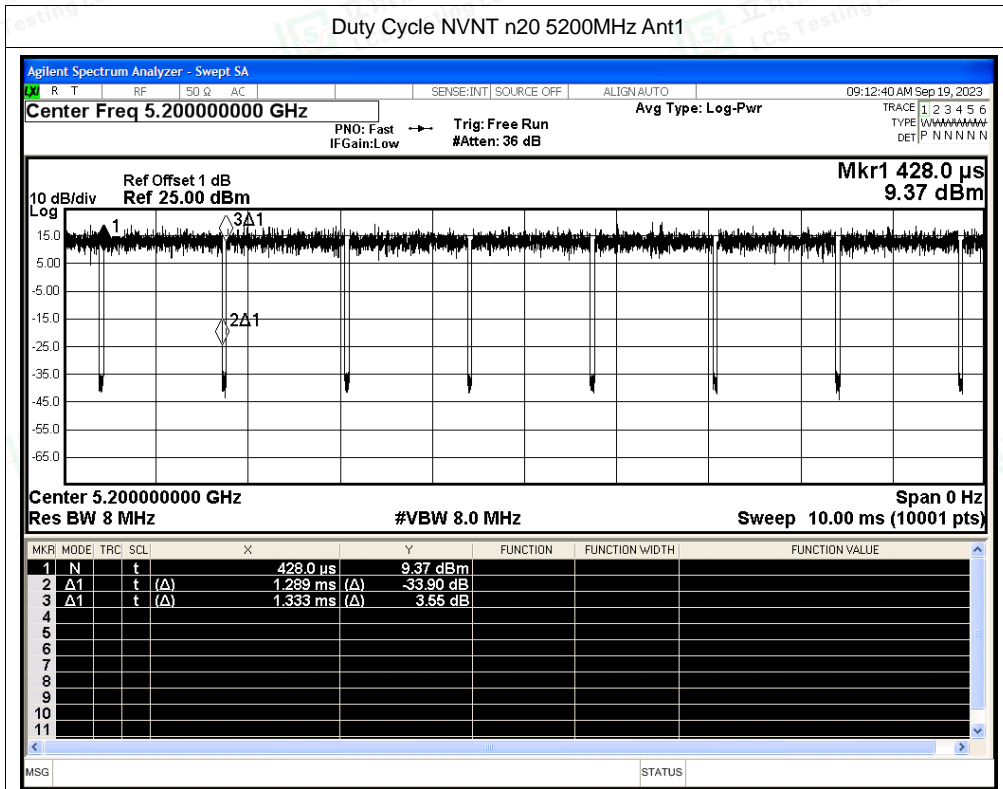 Duty Cycle NVNT n20 5200MHz Ant1
Agilent Spectrum Analyzer - Swept SA
LXI R T RF 50 Ω AC SENSE:INT SOURCE OFF ALIGNAUTO 09:12:40 AM Sep 19, 2023
Center Freq 5.200000000 GHz Avg Type: Log-Pwr TRACE 1 2 3 4 5 6
PNO: Fast Trig: Free Run TYPE WWWWWW
IFGain:Low #Atten: 36 dB DET P N N N N N
Mkr1 428.0 µs
9.37 dBm
Ref Offset 1 dB
10 dB/div Ref 25.00 dBm
Log
1
3Δ1
15.0
5.00
-5.00
-15.0
2Δ1
-25.0
-35.0
-45.0
-55.0
-65.0
Center 5.200000000 GHz Span 0 Hz
Res BW 8 MHz #VBW 8.0 MHz Sweep 10.00 ms (10001 pts)
MKR MODE TRC SCL X Y FUNCTION FUNCTION WIDTH FUNCTION VALUE
1 N t 428.0 µs 9.37 dBm
2 Δ1 t (Δ) 1.289 ms (Δ) -33.90 dB
3 Δ1 t (Δ) 1.333 ms (Δ) 3.55 dB
4
5
6
7
8
9
10
11
MSG STATUS